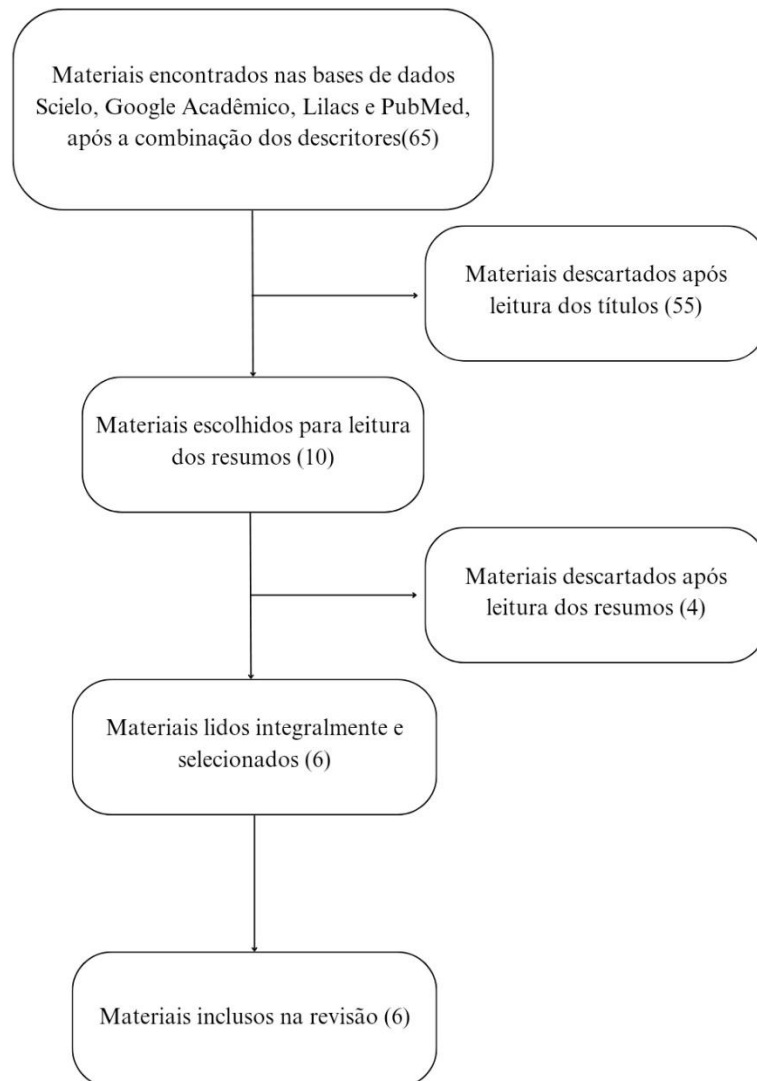 Materiais encontrados nas bases de dados
Scielo, Google Acadêmico, Lilacs e PubMed,
após a combinação dos descritores(65)
Materiais descartados após
leitura dos títulos (55)
Materiais escolhidos para leitura
dos resumos (10)
Materiais descartados após
leitura dos resumos (4)
Materiais lidos integralmente e
selecionados (6)
Materiais inclusos na revisão (6)